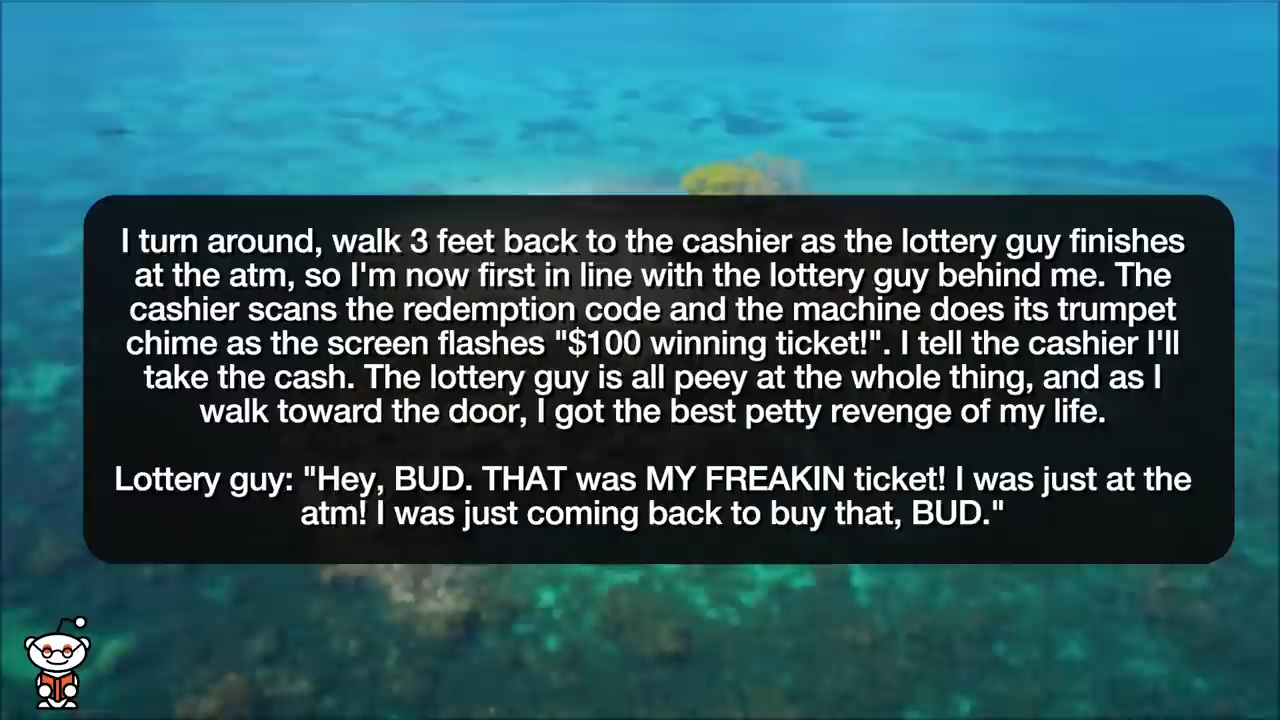 I turn around, walk 3 feet back to the cashier as the lottery guy finishes
at the atm, so I'm now first in line with the lottery guy behind me. The
cashier scans the redemption code and the machine does its trumpet
chime as the screen flashes "$100 winning ticket!". I tell the cashier I'll
take the cash. The lottery guy is all peey at the whole thing, and as I
walk toward the door, I got the best petty revenge of my life.
Lottery guy: "Hey, BUD. THAT was MY FREAKIN ticket! I was just at the
atm! I was just coming back to buy that, BUD."